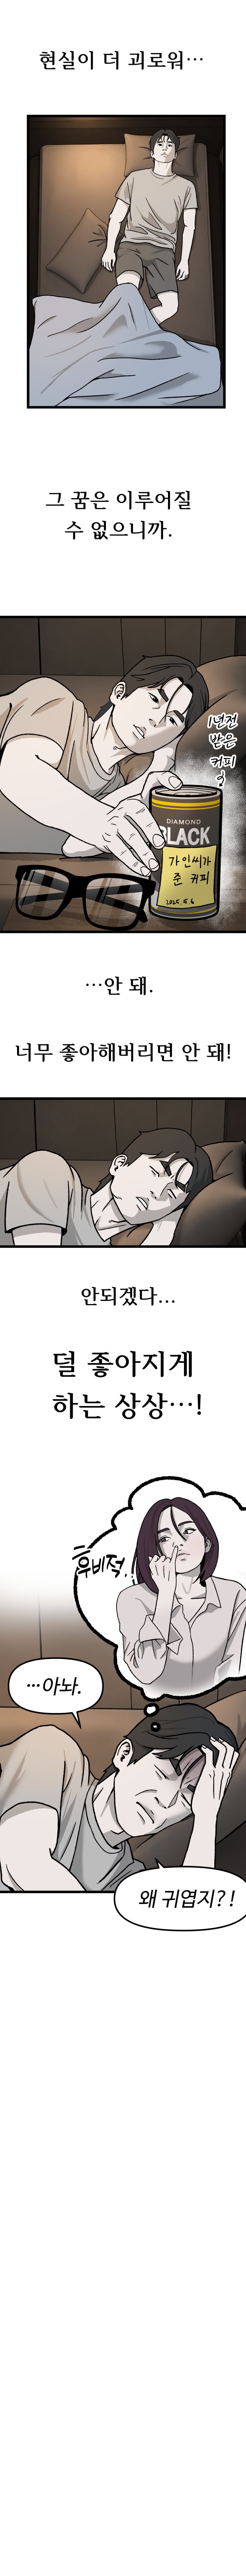 현실이 더 괴로워…
그 꿈은 이루어질
수 없으니까.
1년전
받은
커피
DIAMOND
BLACK
가인씨가
준 커피
2025.5.6
…안 돼.
너무 좋아해버리면 안 돼!
안되겠다…
덜 좋아지게
하는 상상…!
후비적..
…아놔.
왜 귀엽지?!